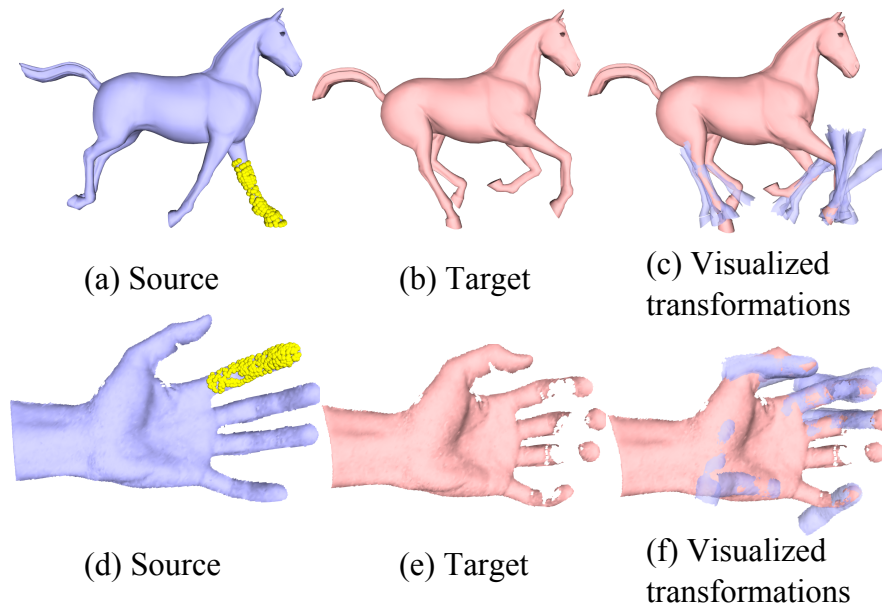 (a) Source
(b) Target
(c) Visualized
transformations
(d) Source
(e) Target
(f) Visualized
transformations